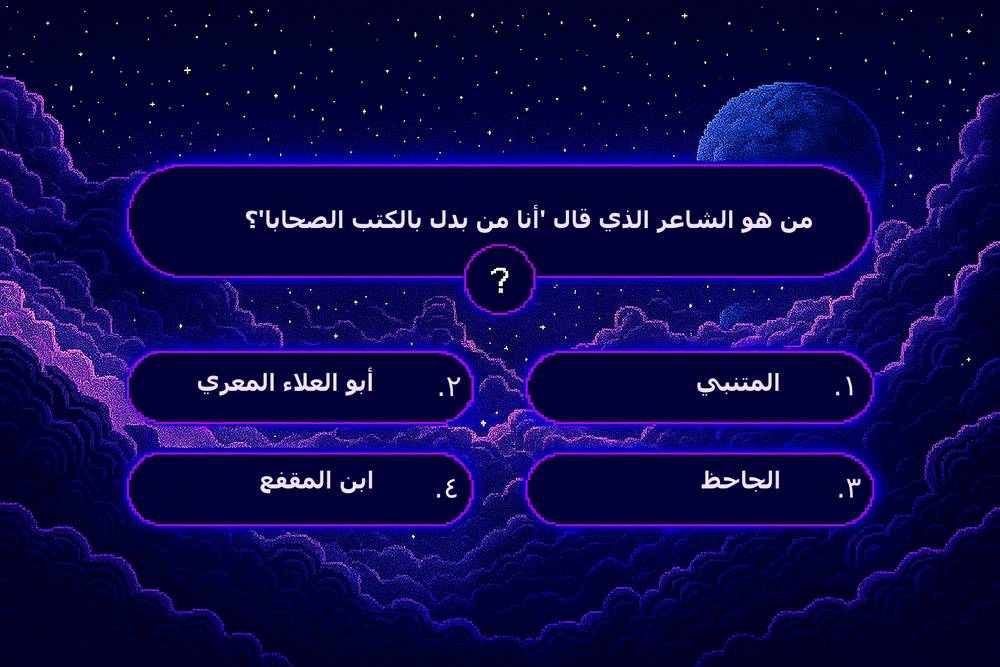 من هو الشاعر الذي قال 'أنا من بدل بالكتب الصحابا'؟
?
١. المتنبي
٢. أبو العلاء المعري
٣. الجاحظ
٤. ابن المقفع